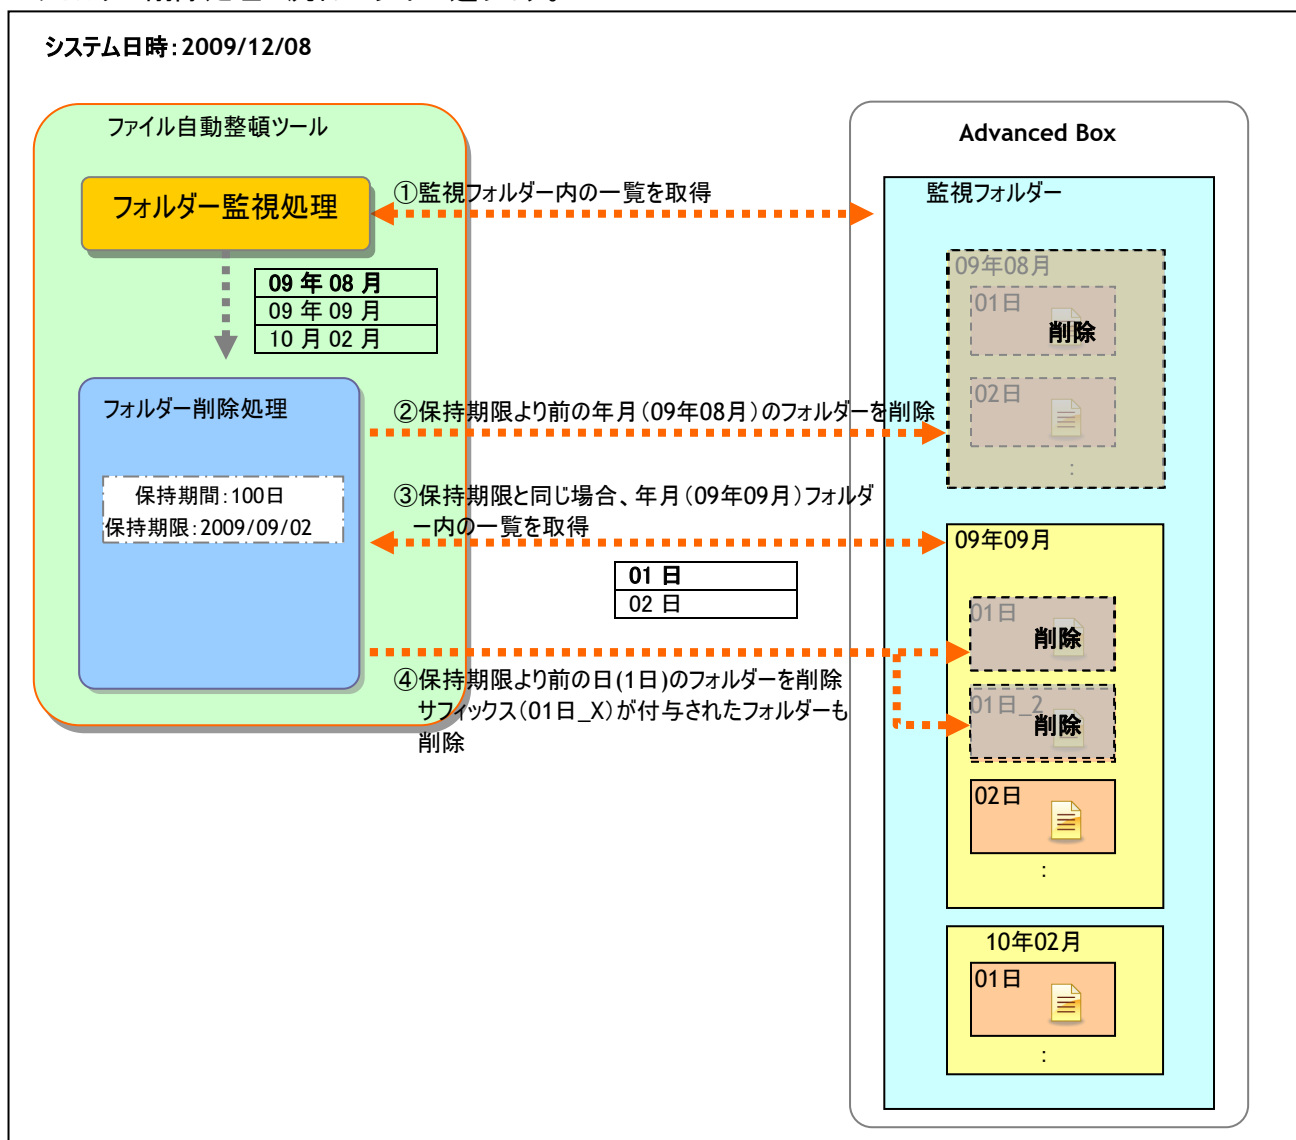 システム日時：2009/12/08
ファイル自動整頓ツール
フォルダー監視処理
09 年 08 月
09 年 09 月
10 月 02 月
フォルダー削除処理
保持期間：100日
保持期限：2009/09/02
①監視フォルダー内の一覧を取得
②保持期限より前の年月（09年08月）のフォルダーを削除
③保持期限と同じ場合、年月（09年09月）フォルダ
ー内の一覧を取得
01 日
02 日
④保持期限より前の日(1日)のフォルダーを削除
サフィックス（01日_X）が付与されたフォルダーも
削除
Advanced Box
監視フォルダー
09年08月
01日
削除
02日
：
09年09月
01日
削除
01日_2
削除
02日
：
10年02月
01日
：